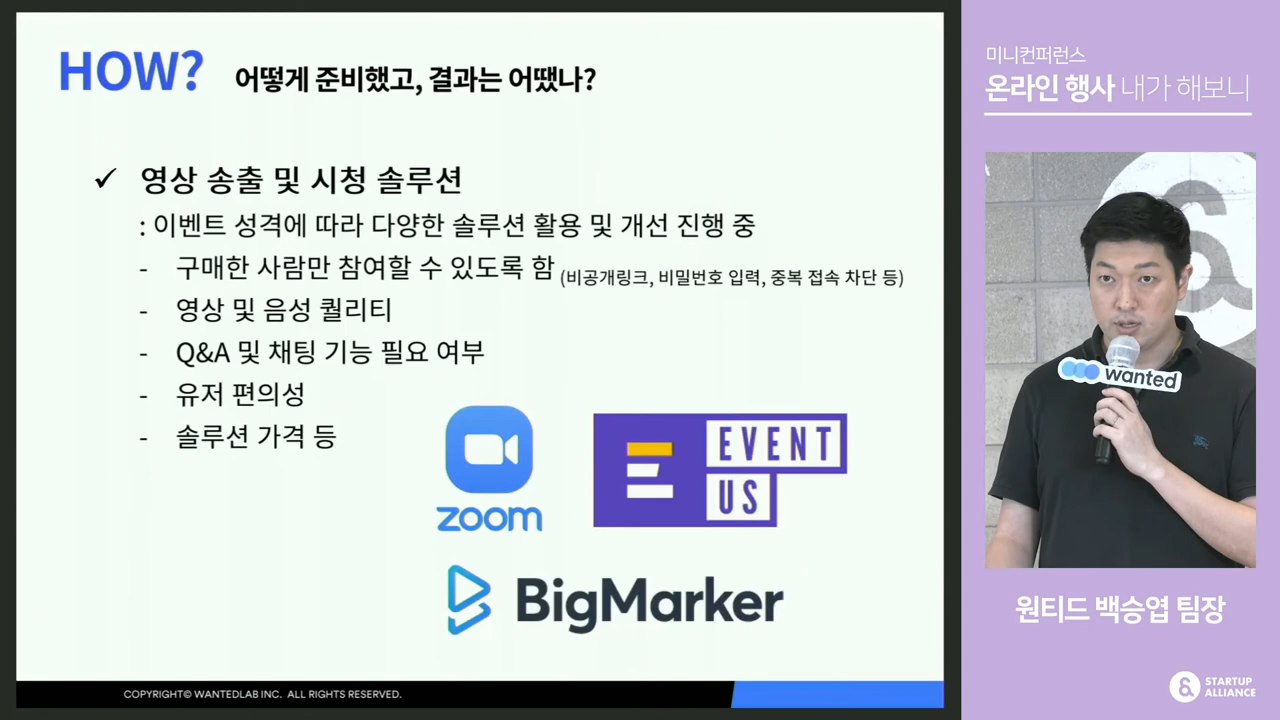 HOW? 어떻게 준비했고, 결과는 어땠나?
✓ 영상 송출 및 시청 솔루션
: 이벤트 성격에 따라 다양한 솔루션 활용 및 개선 진행 중
- 구매한 사람만 참여할 수 있도록 함 (비공개링크, 비밀번호 입력, 중복 접속 차단 등)
- 영상 및 음성 퀄리티
- Q&A 및 채팅 기능 필요 여부
- 유저 편의성
- 솔루션 가격 등
zoom
EVENT
US
BigMarker
COPYRIGHT© WANTEDLAB INC. ALL RIGHTS RESERVED.
미니컨퍼런스
온라인 행사 내가 해보니
wanted
원티드 백승엽 팀장
STARTUP
ALLIANCE